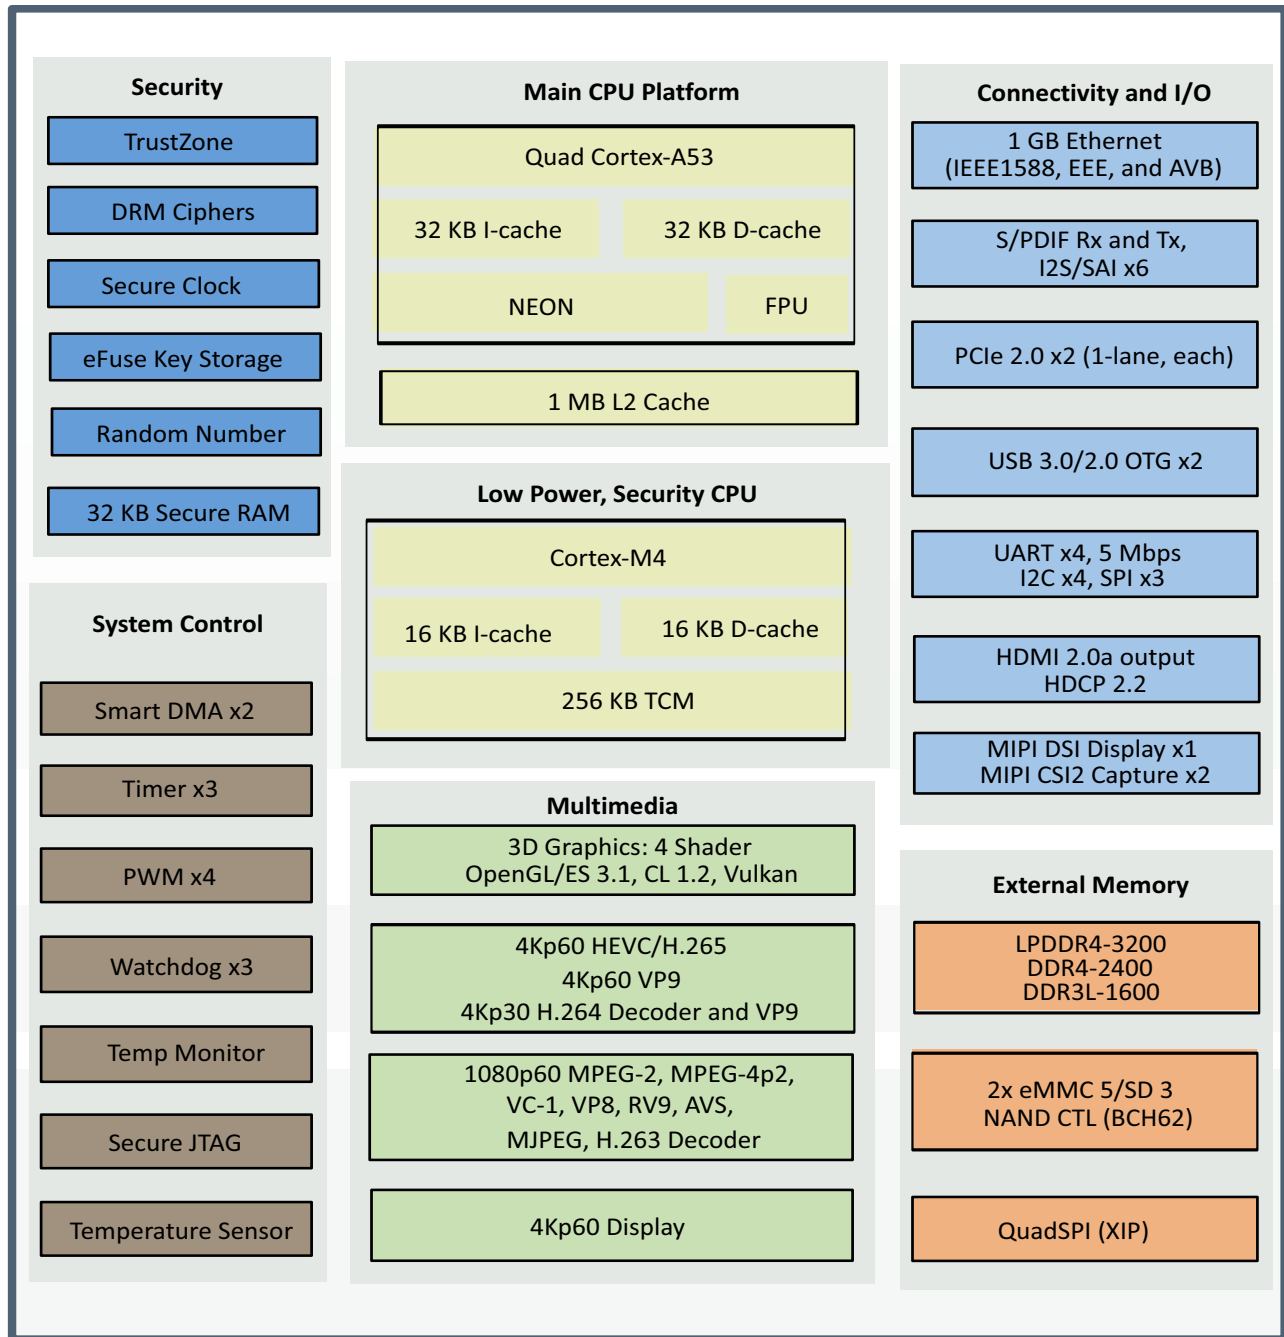 Security
TrustZone
DRM Ciphers
Secure Clock
eFuse Key Storage
Random Number
32 KB Secure RAM
System Control
Smart DMA x2
Timer x3
PWM x4
Watchdog x3
Temp Monitor
Secure JTAG
Temperature Sensor
Main CPU Platform
Quad Cortex-A53
32 KB I-cache
32 KB D-cache
NEON
FPU
1 MB L2 Cache
Low Power, Security CPU
Cortex-M4
16 KB I-cache
16 KB D-cache
256 KB TCM
Multimedia
3D Graphics: 4 Shader
OpenGL/ES 3.1, CL 1.2, Vulkan
4Kp60 HEVC/H.265
4Kp60 VP9
4Kp30 H.264 Decoder and VP9
1080p60 MPEG-2, MPEG-4p2,
VC-1, VP8, RV9, AVS,
MJPEG, H.263 Decoder
4Kp60 Display
Connectivity and I/O
1 GB Ethernet
(IEEE1588, EEE, and AVB)
S/PDIF Rx and Tx,
I2S/SAI x6
PCIe 2.0 x2 (1-lane, each)
USB 3.0/2.0 OTG x2
UART x4, 5 Mbps
I2C x4, SPI x3
HDMI 2.0a output
HDCP 2.2
MIPI DSI Display x1
MIPI CSI2 Capture x2
External Memory
LPDDR4-3200
DDR4-2400
DDR3L-1600
2x eMMC 5/SD 3
NAND CTL (BCH62)
QuadSPI (XIP)